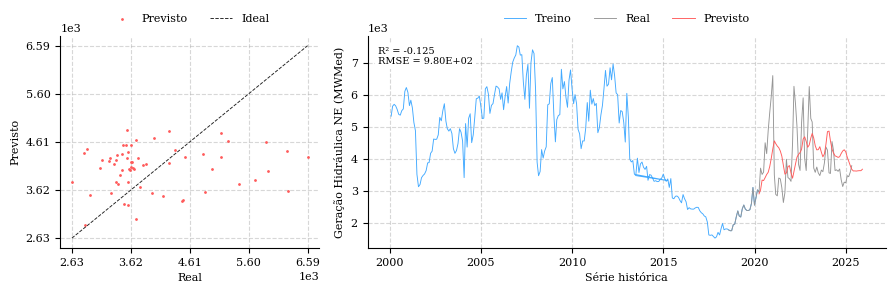 Previsto Ideal
1e3
6.59
5.60
4.61
3.62
2.63
Previsto
2.63 3.62 4.61 5.60 6.59
1e3
Real
Treino Real Previsto
1e3
R² = -0.125
RMSE = 9.80E+02
7
6
5
4
3
2
Geração Hidráulica NE (MWMed)
2000 2005 2010 2015 2020 2025
Série histórica